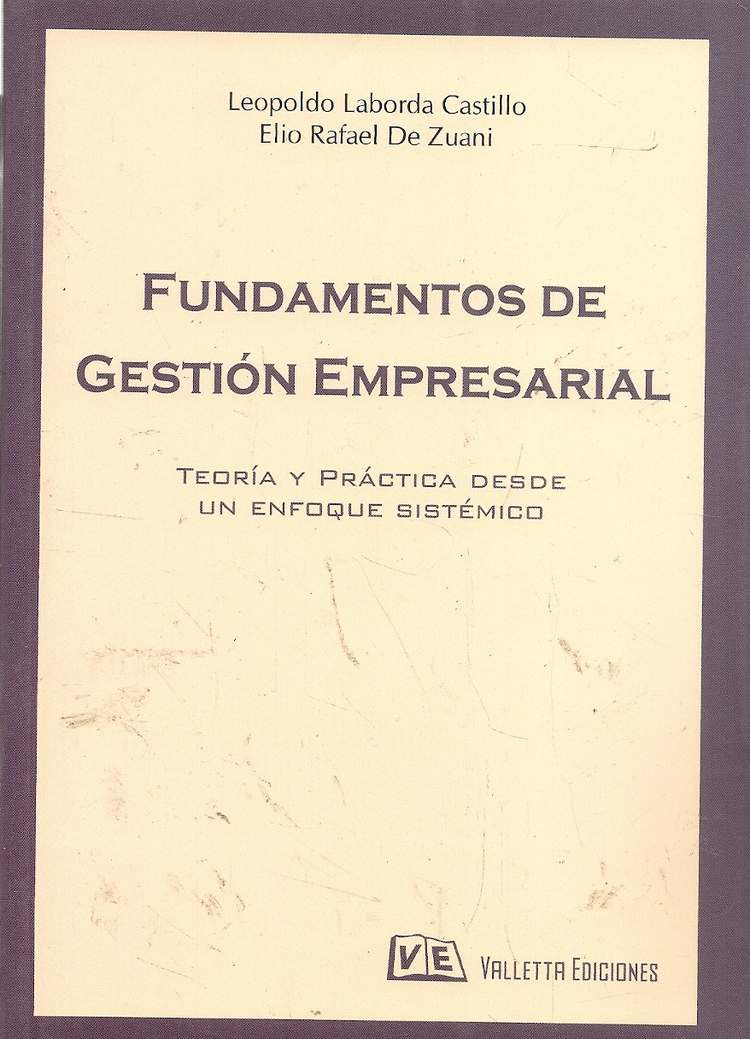 Leopoldo Laborda Castillo
Elio Rafael De Zuani
FUNDAMENTOS DE
GESTIÓN EMPRESARIAL
TEORÍA Y PRÁCTICA DESDE
UN ENFOQUE SISTÉMICO
VE VALLETTA EDICIONES